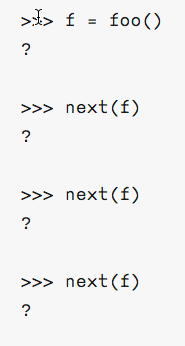 >>> f = foo()
?
>>> next(f)
?
>>> next(f)
?
>>> next(f)
?